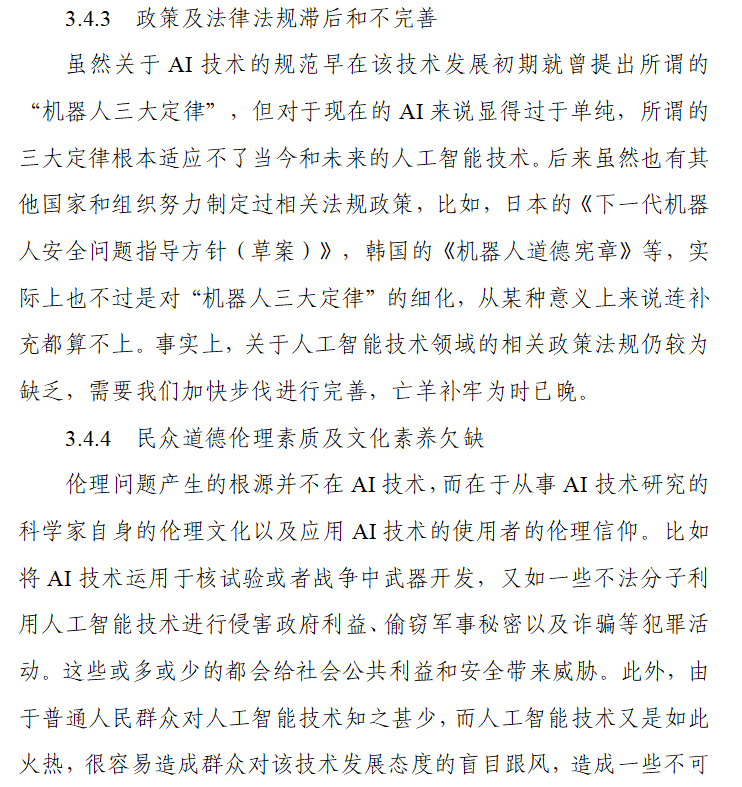 3.4.3 政策及法律法规滞后和不完善
虽然关于 AI 技术的规范早在该技术发展初期就曾提出所谓的
“机器人三大定律”，但对于现在的 AI 来说显得过于单纯，所谓的
三大定律根本适应不了当今和未来的人工智能技术。后来虽然也有其
他国家和组织努力制定过相关法规政策，比如，日本的《下一代机器
人安全问题指导方针（草案）》，韩国的《机器人道德宪章》等，实
际上也不过是对“机器人三大定律”的细化，从某种意义上来说连补
充都算不上。事实上，关于人工智能技术领域的相关政策法规仍较为
缺乏，需要我们加快步伐进行完善，亡羊补牢为时已晚。
3.4.4 民众道德伦理素质及文化素养欠缺
伦理问题产生的根源并不在 AI 技术，而在于从事 AI 技术研究的
科学家自身的伦理文化以及应用 AI 技术的使用者的伦理信仰。比如
将 AI 技术运用于核试验或者战争中武器开发，又如一些不法分子利
用人工智能技术进行侵害政府利益、偷窃军事秘密以及诈骗等犯罪活
动。这些或多或少的都会给社会公共利益和安全带来威胁。此外，由
于普通人民群众对人工智能技术知之甚少，而人工智能技术又是如此
火热，很容易造成群众对该技术发展态度的盲目跟风，造成一些不可